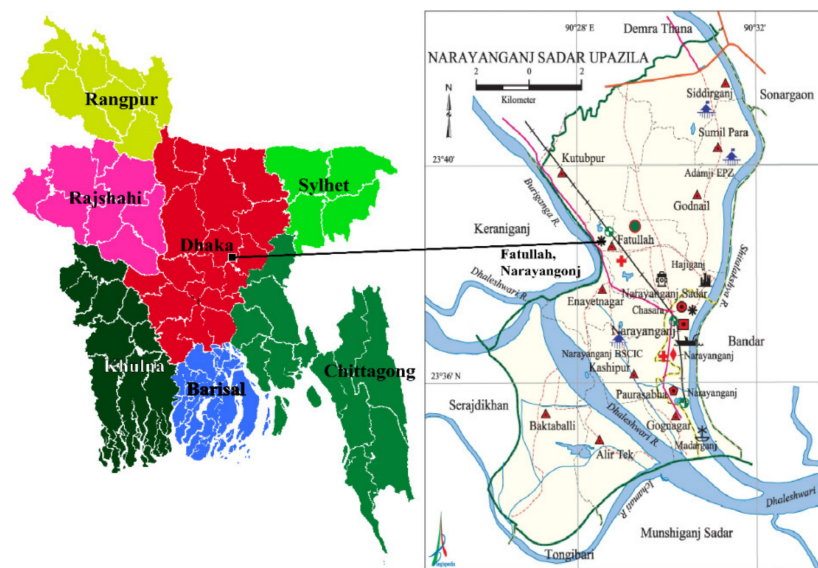 Rangpur
Rajshahi
Sylhet
Dhaka
Khulna
Barisal
Chittagong
90°28' E
90°32'
Demra Thana
NARAYANGANJ SADAR UPAZILA
2 0 2
Kilometer
N
Siddirganj
Sonargaon
Sumil Para
23°40'
Kutubpur
Adamji EPZ
Godnail
Buriganga R.
Keraniganj
Fatullah
Fatullah,
Narayangonj
Hajiganj
Shitalakshya R.
Dhaleshwari R.
Enayetnagar
Narayanganj Sadar
Chasara
Narayanganj
Bandar
Narayanganj BSCIC
Narayanganj
Kashipur
23°36' N
Paurasabha
Narayanganj
Serajdikhan
Baktaballi
Dhaleshwari R.
Gognagar
Madarganj
Alir Tek
Ichamati R.
Dhaleshwari
Munshiganj Sadar
Tongibari